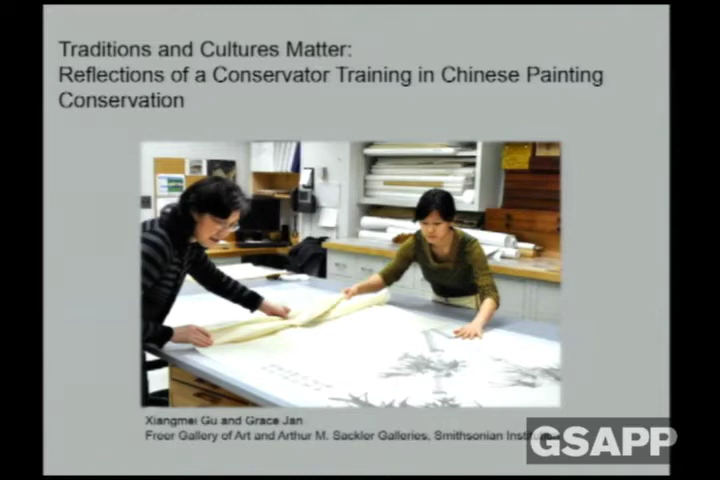 Traditions and Cultures Matter:
Reflections of a Conservator Training in Chinese Painting
Conservation
Xiangmei Gu and Grace Jan
Freer Gallery of Art and Arthur M. Sackler Galleries, Smithsonian
GSAPP